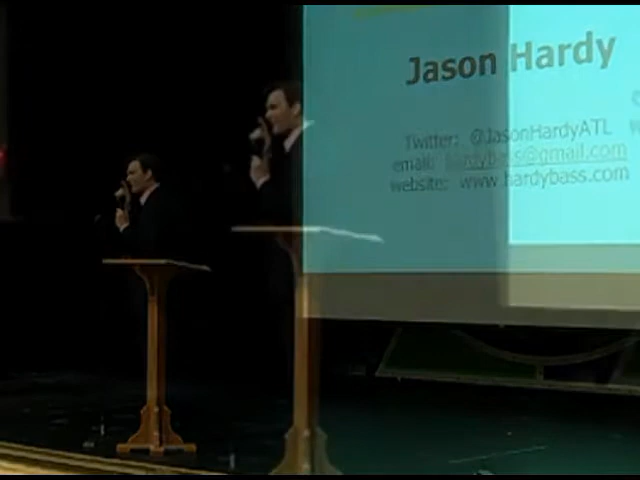 Jason Hardy
Twitter: @JasonHardyATL
email: hardybass@gmail.com
website: www.hardybass.com